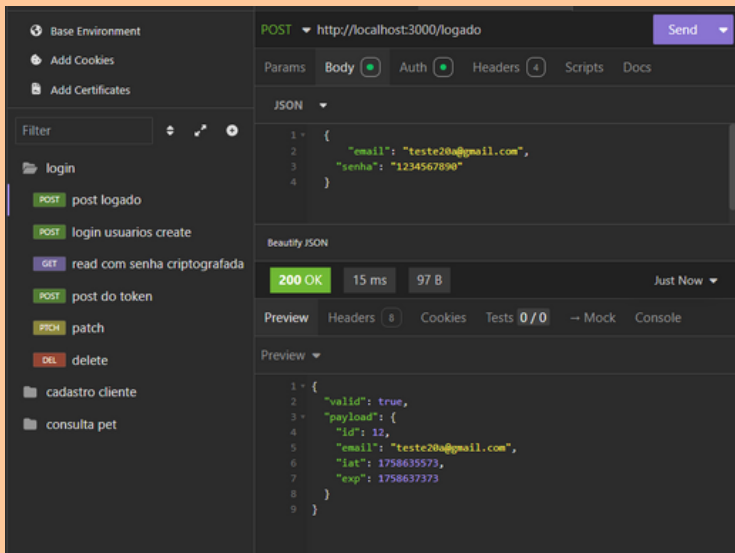 Base Environment
Add Cookies
Add Certificates
Filter
login
POST post logado
POST login usuarios create
GET read com senha criptografada
POST post do token
PTCH patch
DEL delete
cadastro cliente
consulta pet
POST http://localhost:3000/logado Send
Params Body Auth Headers 4 Scripts Docs
JSON
1 {
2 "email": "teste20a@gmail.com",
3 "senha": "1234567890"
4 }
Beautify JSON
200 OK 15 ms 97 B Just Now
Preview Headers 8 Cookies Tests 0 / 0 → Mock Console
Preview
1 {
2 "valid": true,
3 "payload": {
4 "id": 12,
5 "email": "teste20a@gmail.com",
6 "iat": 1758635573,
7 "exp": 1758637373
8 }
9 }